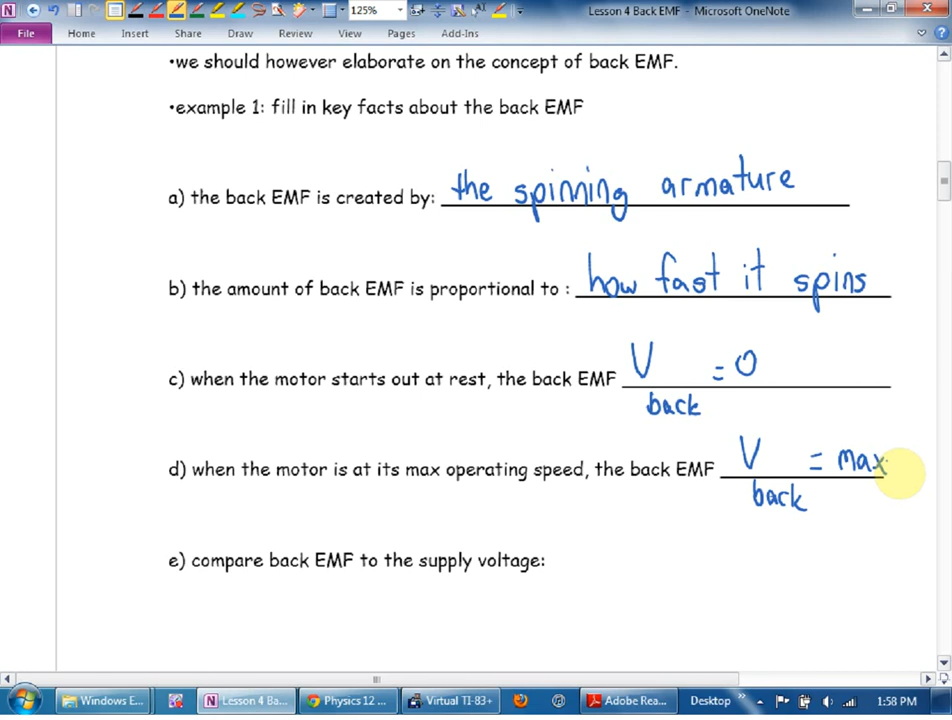 Lesson 4 Back EMF - Microsoft OneNote
125%
File Home Insert Share Draw Review View Pages Add-Ins
•we should however elaborate on the concept of back EMF.
•example 1: fill in key facts about the back EMF
a) the back EMF is created by: the spinning armature
b) the amount of back EMF is proportional to : how fast it spins
c) when the motor starts out at rest, the back EMF V back = 0
d) when the motor is at its max operating speed, the back EMF V back = max
e) compare back EMF to the supply voltage:
Windows E... Lesson 4 Ba... Physics 12 ... Virtual TI-83+ Adobe Rea... Desktop 1:58 PM